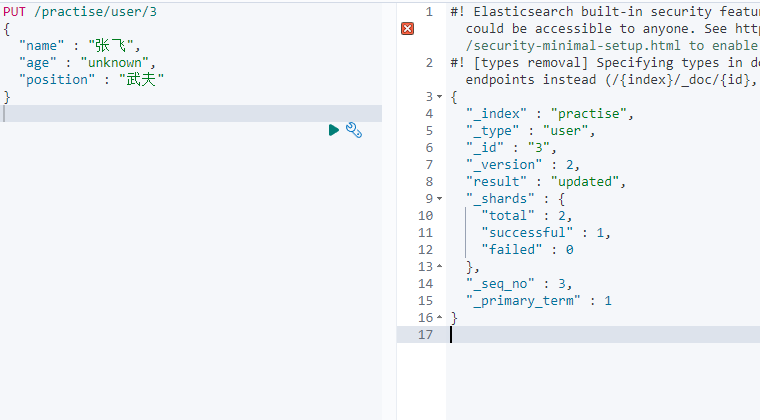 PUT /practise/user/3
{
  "name" : "张飞",
  "age" : "unknown",
  "position" : "武夫"
}
1 #! Elasticsearch built-in security
could be accessible to anyone. See
/security-minimal-setup.html to enable
2 #! [types removal] Specifying types in
endpoints instead (/{index}/_doc/{id},
3 {
4   "_index" : "practise",
5   "_type" : "user",
6   "_id" : "3",
7   "_version" : 2,
8   "result" : "updated",
9   "_shards" : {
10     "total" : 2,
11     "successful" : 1,
12     "failed" : 0
13   },
14   "_seq_no" : 3,
15   "_primary_term" : 1
16 }
17